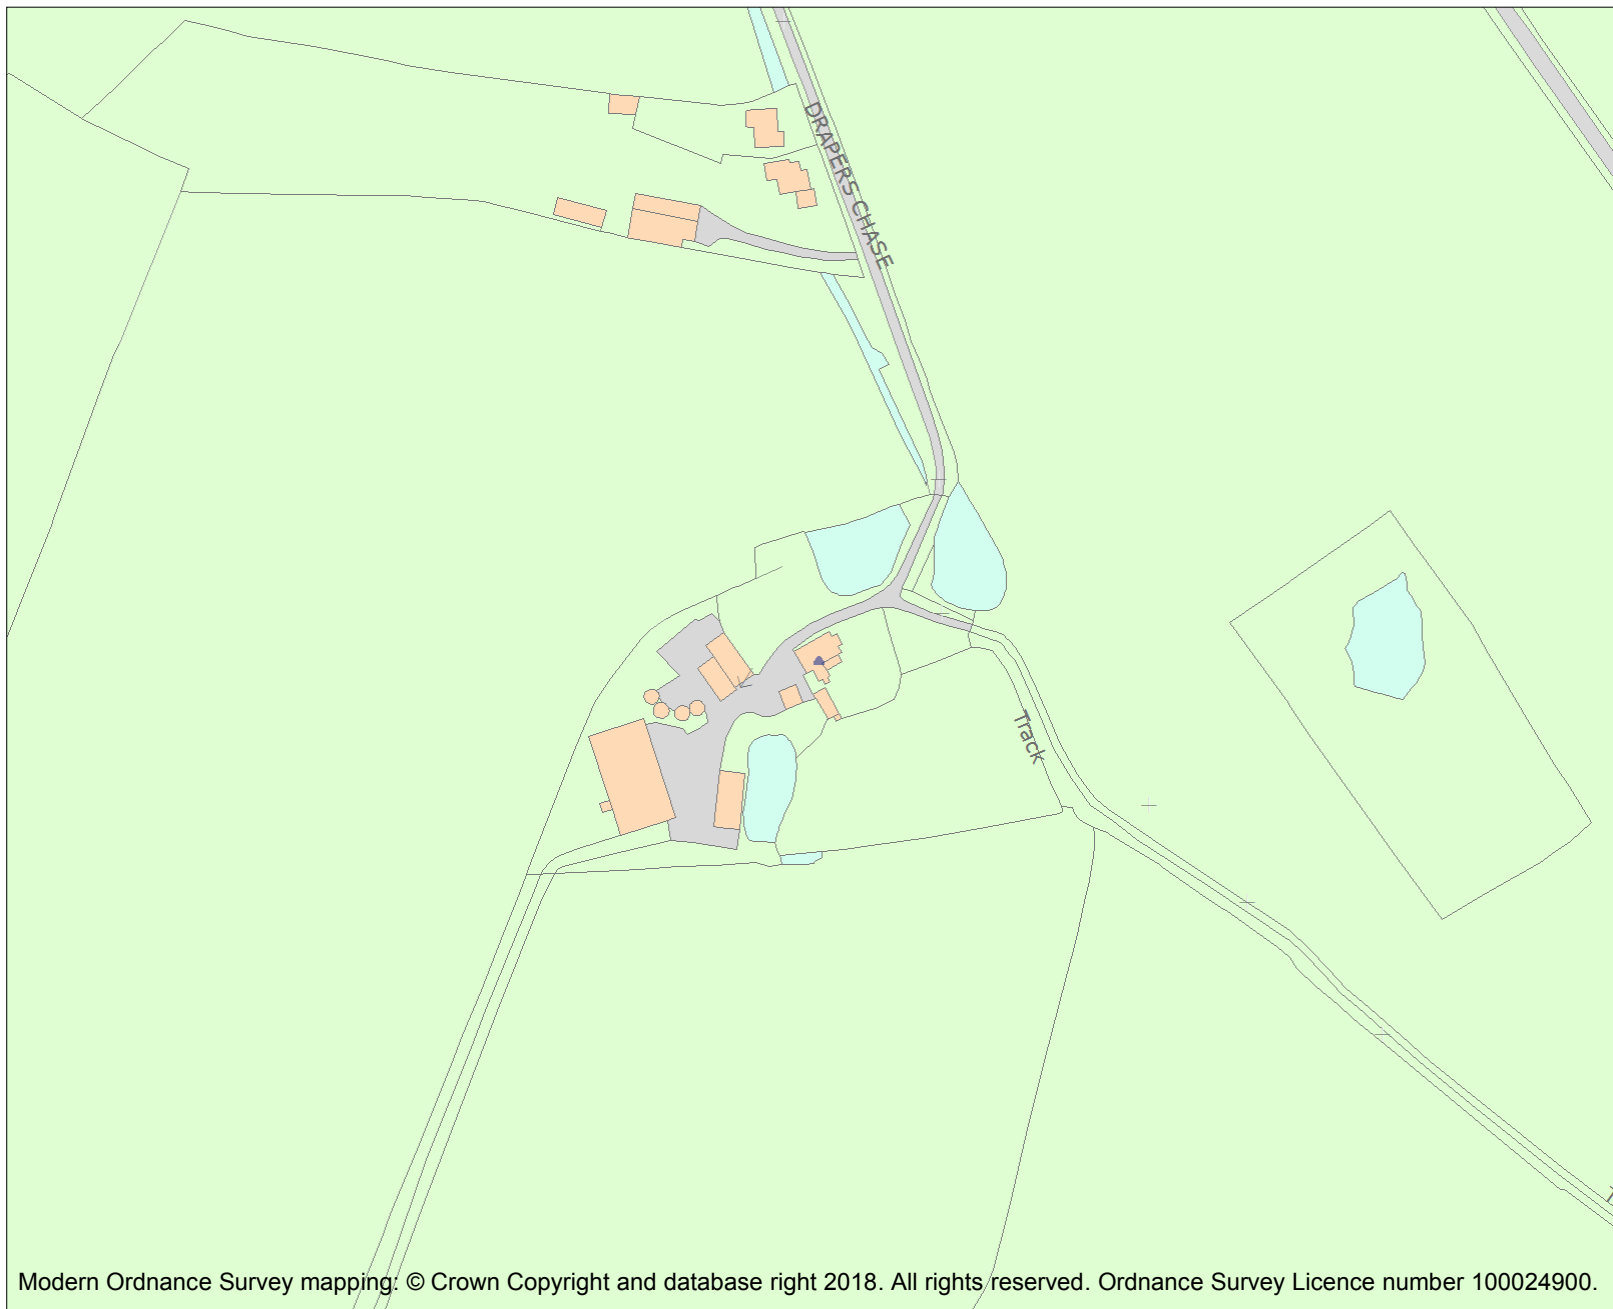 DRAPERS CHASE
Track
Modern Ordnance Survey mapping: © Crown Copyright and database right 2018. All rights reserved. Ordnance Survey Licence number 100024900.